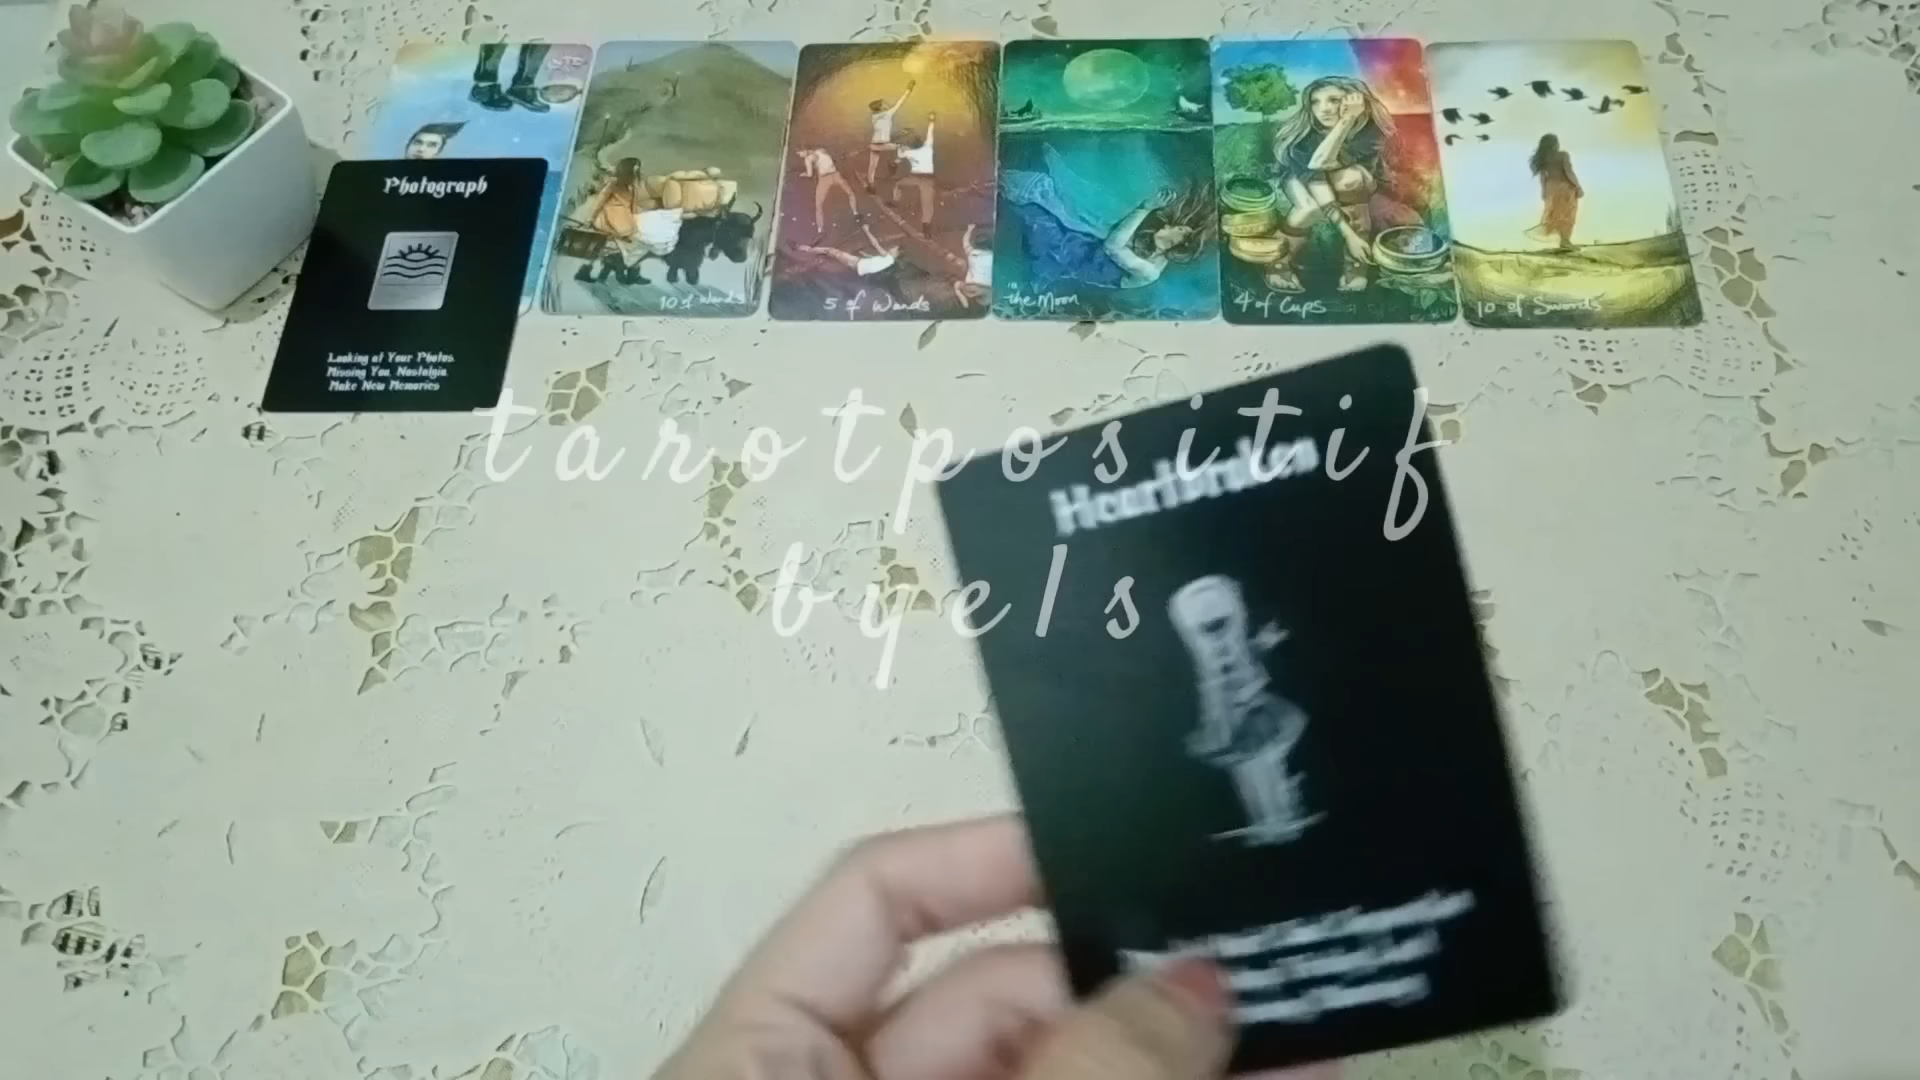 Photograph
Looking at Your Photos
Missing You, Nostalgia
Make New Memories
10 of Wands
5 of Wands
the Moon
4 of Cups
10 of Swords
tarotpositif
byels
Heartbroken